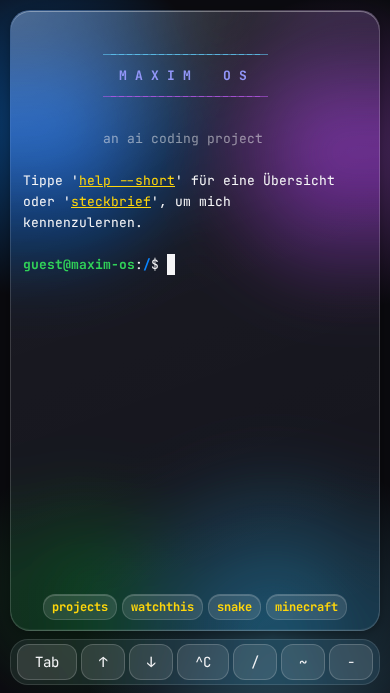 MAXIM OS
an ai coding project
Tippe 'help --short' für eine Übersicht
oder 'steckbrief', um mich
kennenzulernen.
guest@maxim-os:/$
projects watchthis snake minecraft
Tab ↑ ↓ ^C / ~ -